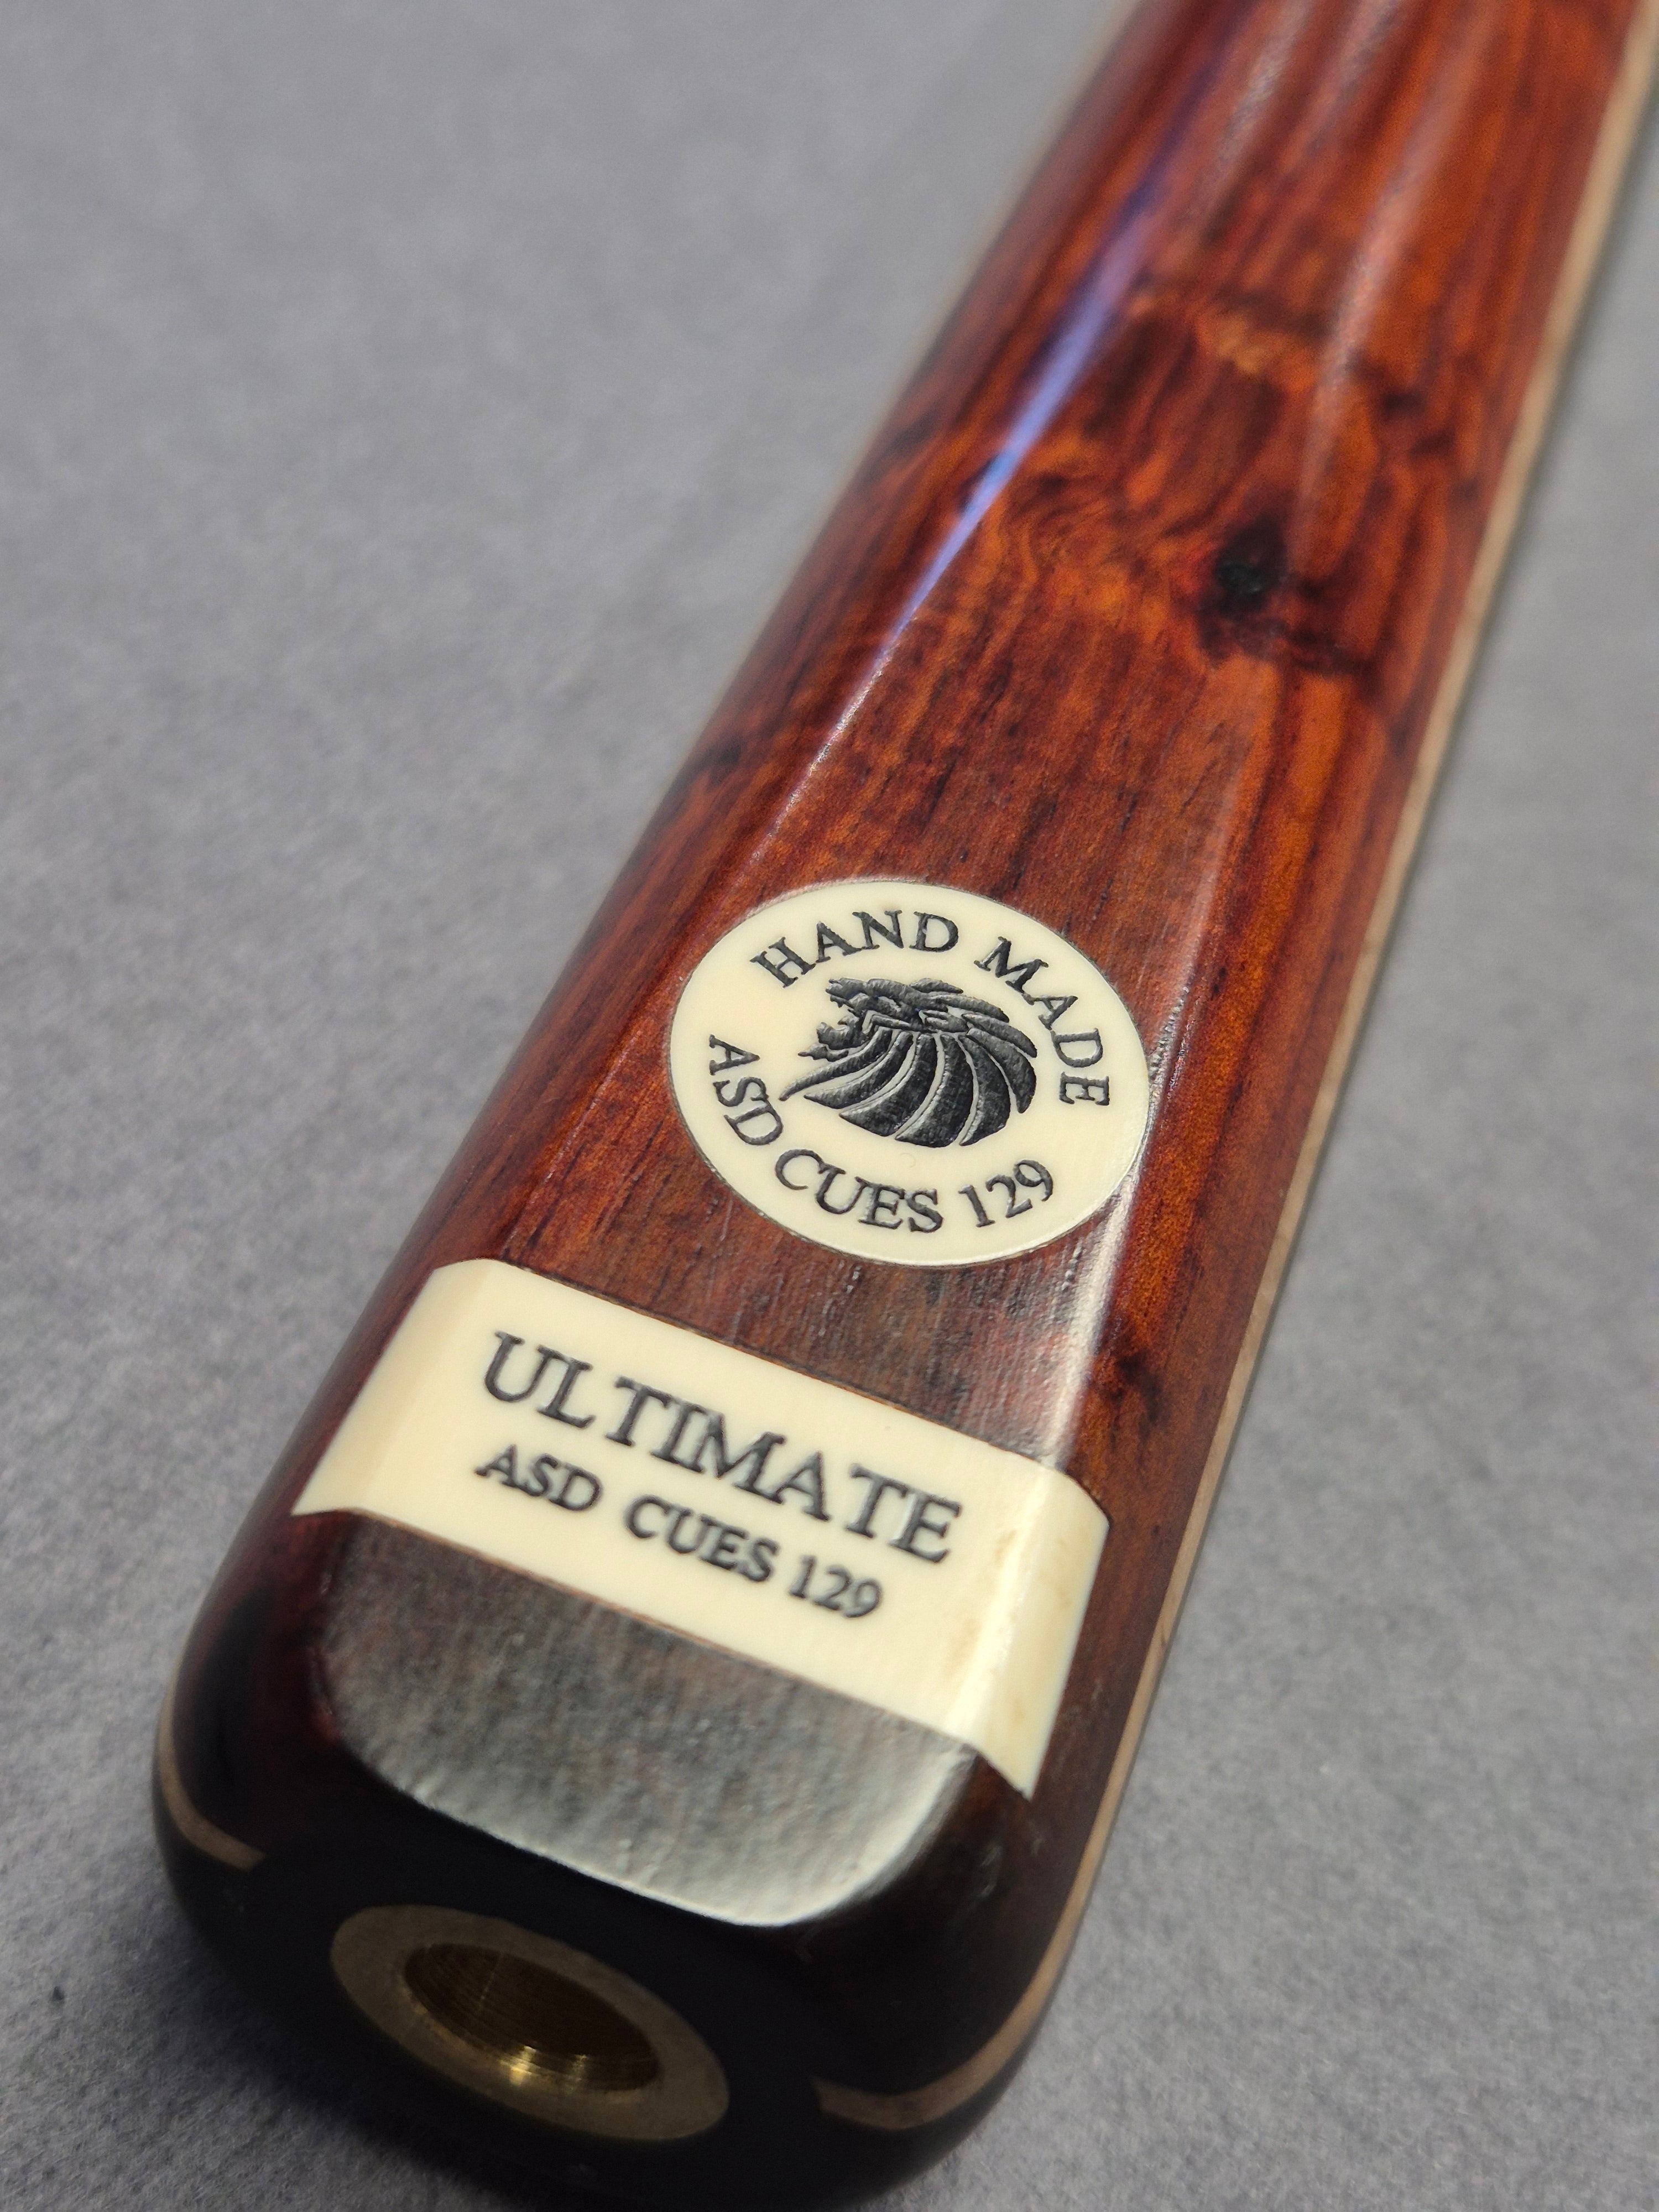 HAND MADE
ASD CUES 129
ULTIMATE
ASD CUES 129